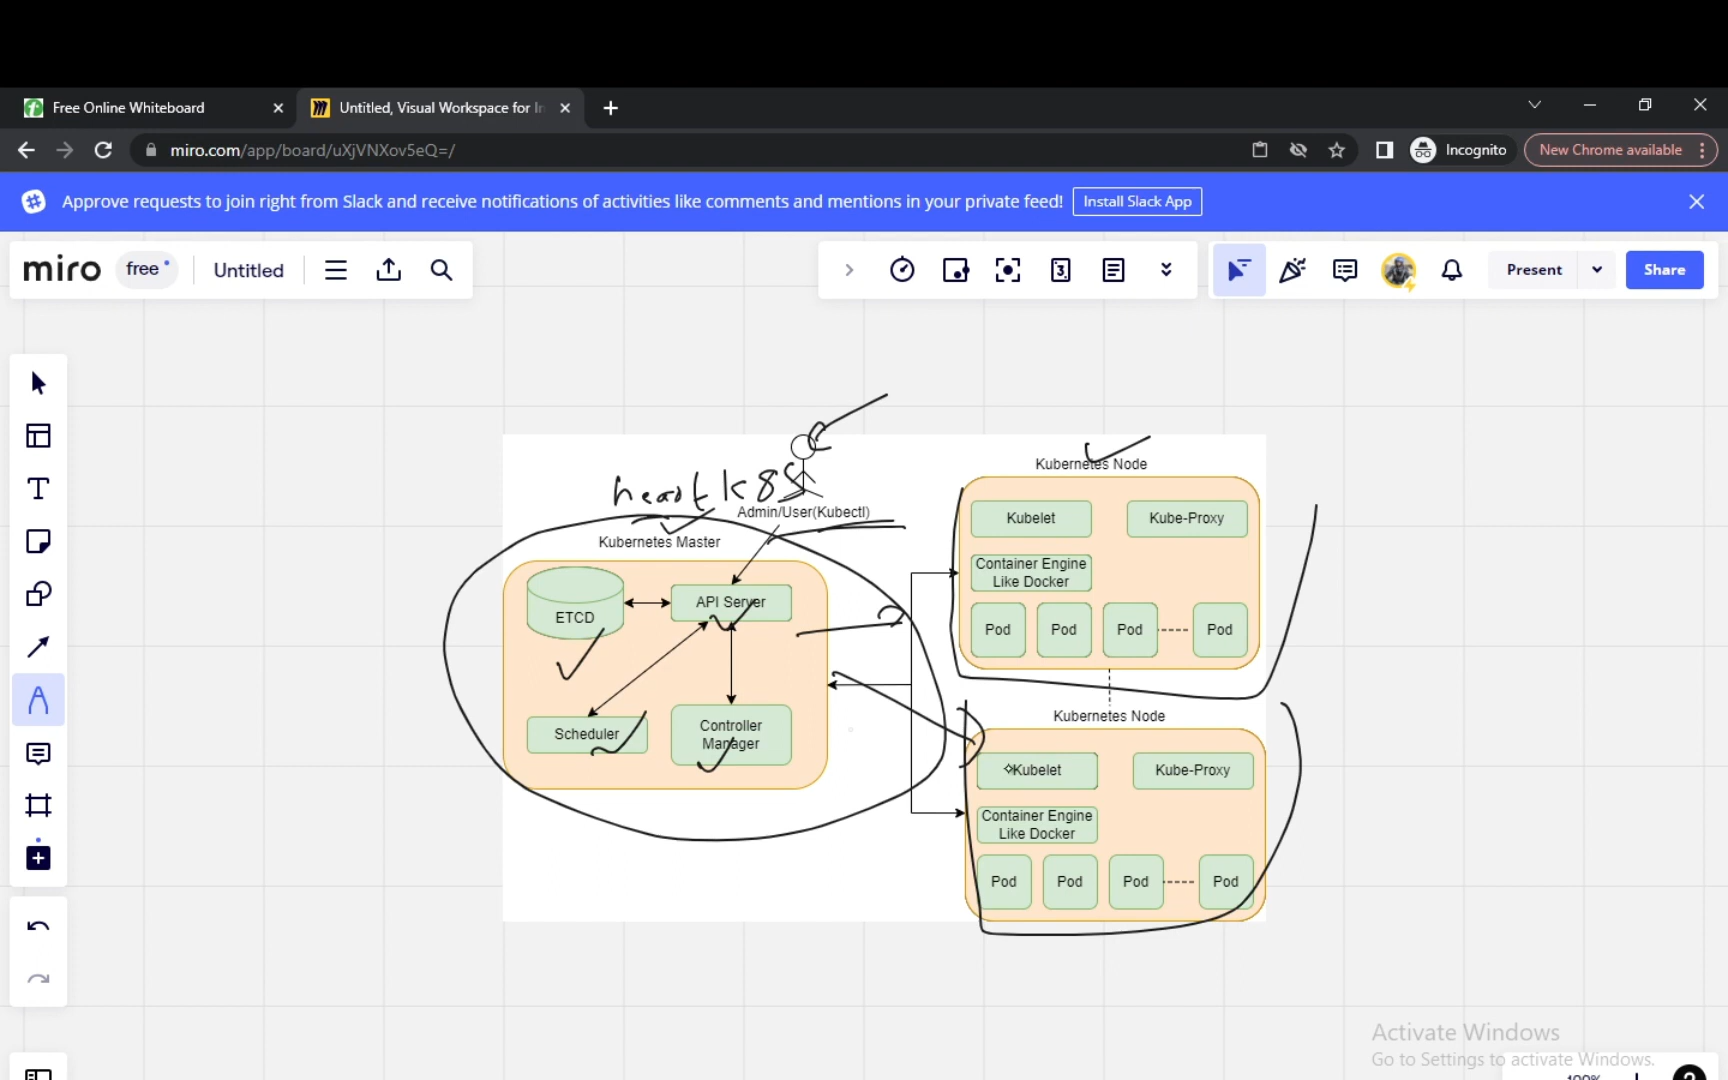 Free Online Whiteboard
Untitled, Visual Workspace for In
miro.com/app/board/uXjVNXov5eQ=/
Incognito
New Chrome available
Approve requests to join right from Slack and receive notifications of activities like comments and mentions in your private feed!
Install Slack App
miro
free
Untitled
3
Present
Share
heart k8S
Admin/User(Kubectl)
Kubernetes Master
ETCD
API Server
Scheduler
Controller
Manager
Kubernetes Node
Kubelet
Kube-Proxy
Container Engine
Like Docker
Pod
Pod
Pod
Pod
Kubernetes Node
Kubelet
Kube-Proxy
Container Engine
Like Docker
Pod
Pod
Pod
Pod
Activate Windows
Go to Settings to activate Windows.
100%